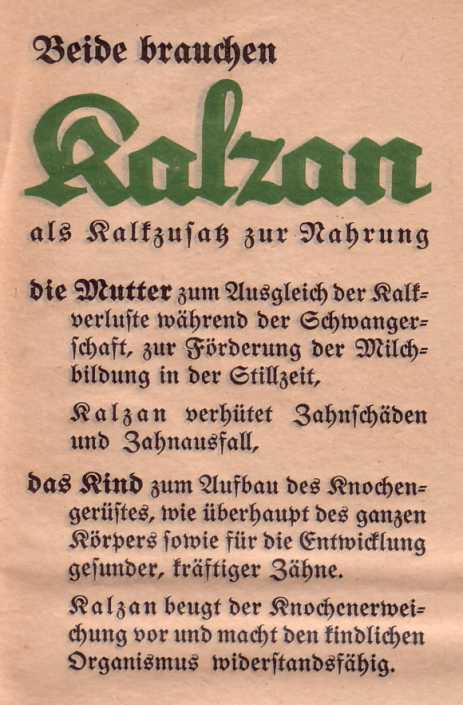 Beide brauchen
Kalzan
als Kalkzuſatz zur Nahrung
die Mutter zum Ausgleich der Kalk-
verluſte während der Schwanger-
ſchaft, zur Förderung der Milch-
bildung in der Stillzeit,
Kalzan verhütet Zahnſchäden
und Zahnausfall,
das Kind zum Aufbau des Knochen-
gerüſtes, wie überhaupt des ganzen
Körpers ſowie für die Entwicklung
geſunder, kräftiger Zähne.
Kalzan beugt der Knochenerwei-
chung vor und macht den kindlichen
Organismus widerſtandsfähig.